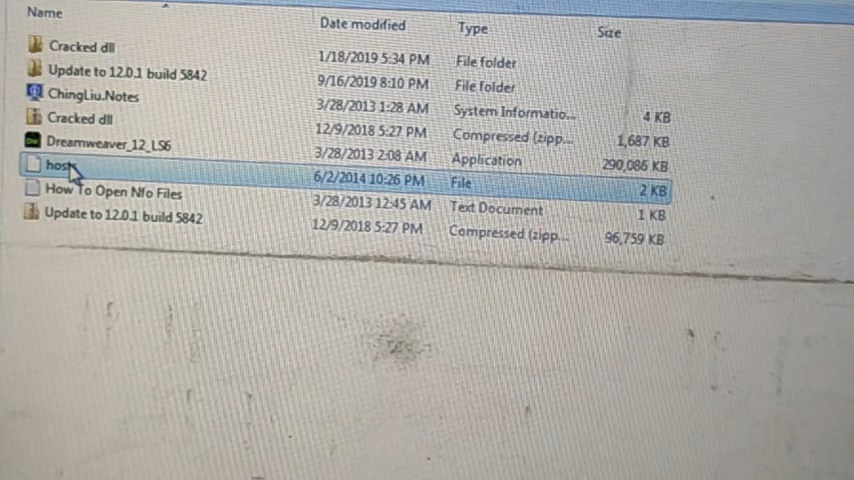 Name Date modified Type Size
Cracked dll 1/18/2019 5:34 PM File folder
Update to 12.0.1 build 5842 9/16/2019 8:10 PM File folder
ChingLiu.Notes 3/28/2013 1:28 AM System Informatio... 4 KB
Cracked dll 12/9/2018 5:27 PM Compressed (zipp... 1,687 KB
Dreamweaver_12_LS6 3/28/2013 2:08 AM Application 290,086 KB
hosts 6/2/2014 10:26 PM File 2 KB
How To Open Nfo Files 3/28/2013 12:45 AM Text Document 1 KB
Update to 12.0.1 build 5842 12/9/2018 5:27 PM Compressed (zipp... 96,759 KB